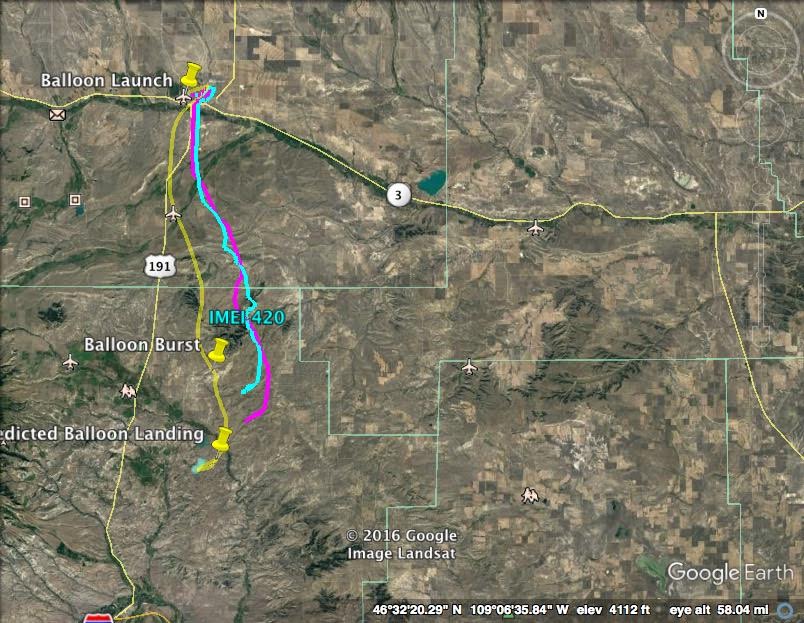 N
Balloon Launch
3
191
IMEI 420
Balloon Burst
edicted Balloon Landing
© 2016 Google
Image Landsat
Google Earth
46°32'20.29" N 109°06'35.84" W elev 4112 ft eye alt 58.04 mi